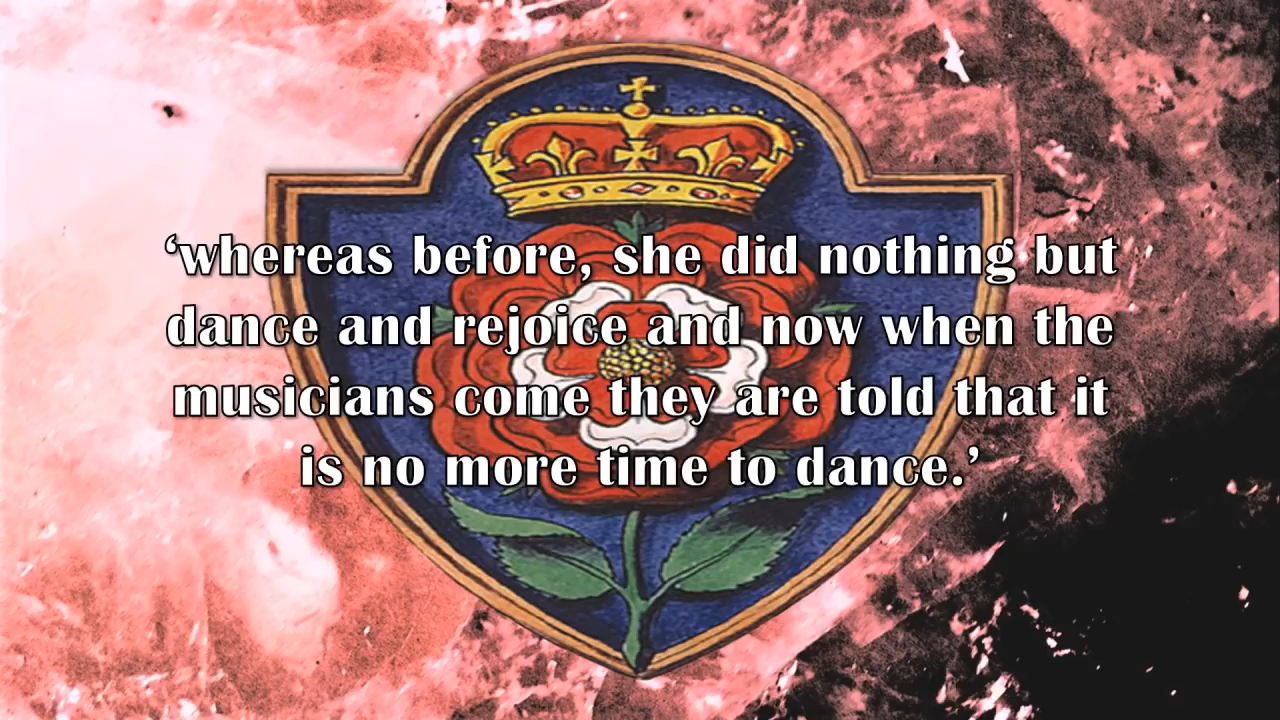 ‘whereas before, she did nothing but
dance and rejoice and now when the
musicians come they are told that it
is no more time to dance.’